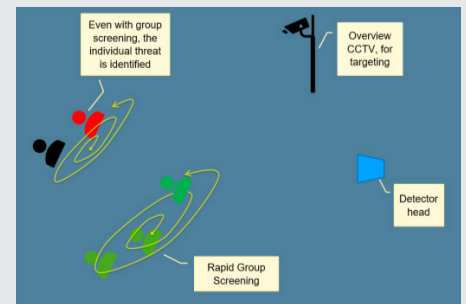 Even with group
screening, the
individual threat
is identified
Overview
CCTV, for
targeting
Detector
head
Rapid Group
Screening